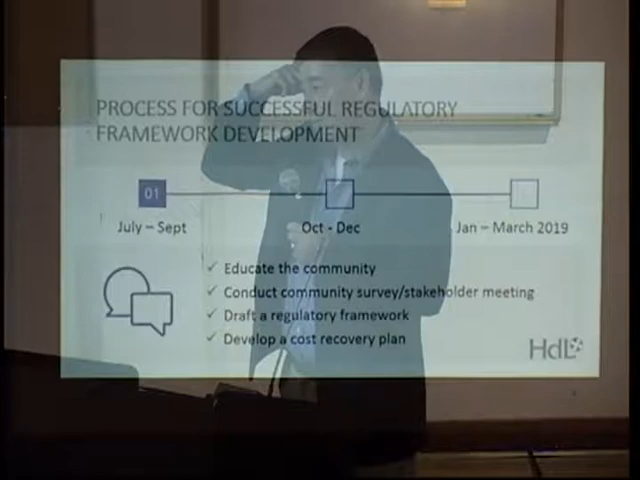 PROCESS FOR SUCCESSFUL REGULATORY
FRAMEWORK DEVELOPMENT
01
July – Sept
Oct - Dec
Jan – March 2019
✓ Educate the community
✓ Conduct community survey/stakeholder meeting
✓ Draft a regulatory framework
✓ Develop a cost recovery plan
HdL